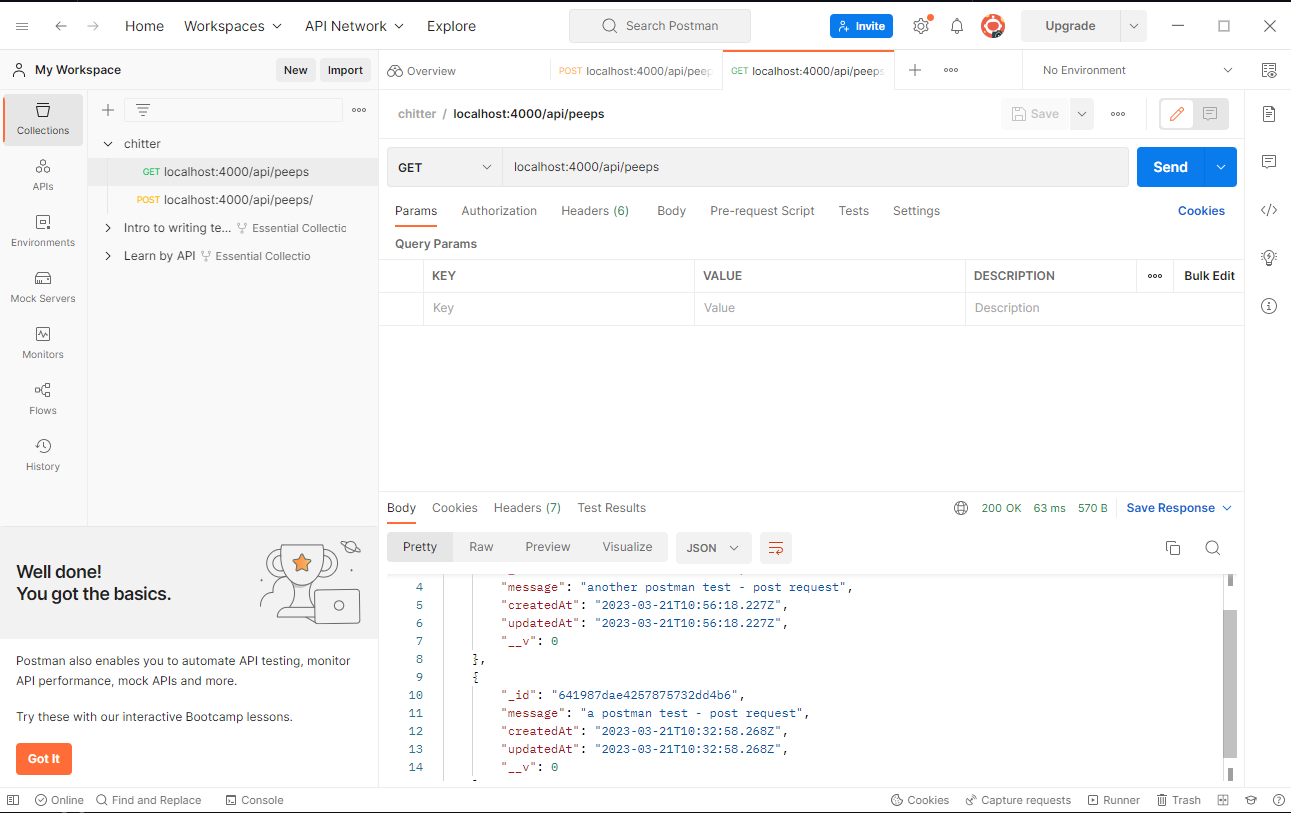 Home Workspaces API Network Explore Search Postman Invite Upgrade
My Workspace New Import Overview POST localhost:4000/api/peep GET localhost:4000/api/peeps No Environment
Collections
APIs
Environments
Mock Servers
Monitors
Flows
History
chitter
GET localhost:4000/api/peeps
POST localhost:4000/api/peeps/
Intro to writing te... Essential Collectic
Learn by API Essential Collectio
chitter / localhost:4000/api/peeps Save
GET localhost:4000/api/peeps Send
Params Authorization Headers (6) Body Pre-request Script Tests Settings Cookies
Query Params
KEY VALUE DESCRIPTION Bulk Edit
Key Value Description
Body Cookies Headers (7) Test Results 200 OK 63 ms 570 B Save Response
Pretty Raw Preview Visualize JSON
4 "message": "another postman test - post request",
5 "createdAt": "2023-03-21T10:56:18.227Z",
6 "updatedAt": "2023-03-21T10:56:18.227Z",
7 "__v": 0
8 },
9 {
10 "_id": "641987dae4257875732dd4b6",
11 "message": "a postman test - post request",
12 "createdAt": "2023-03-21T10:32:58.268Z",
13 "updatedAt": "2023-03-21T10:32:58.268Z",
14 "__v": 0
Well done!
You got the basics.
Postman also enables you to automate API testing, monitor
API performance, mock APIs and more.
Try these with our interactive Bootcamp lessons.
Got It
Online Find and Replace Console Cookies Capture requests Runner Trash